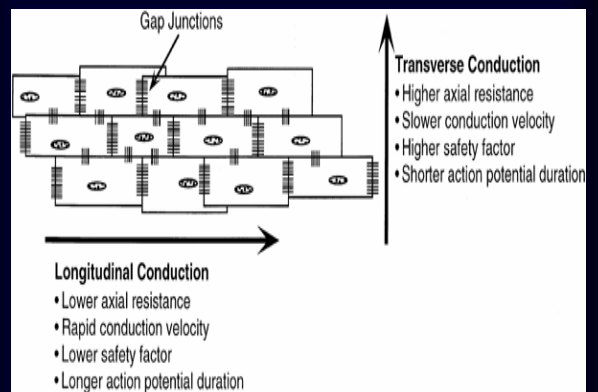 Gap Junctions
Transverse Conduction
• Higher axial resistance
• Slower conduction velocity
• Higher safety factor
• Shorter action potential duration
Longitudinal Conduction
• Lower axial resistance
• Rapid conduction velocity
• Lower safety factor
• Longer action potential duration